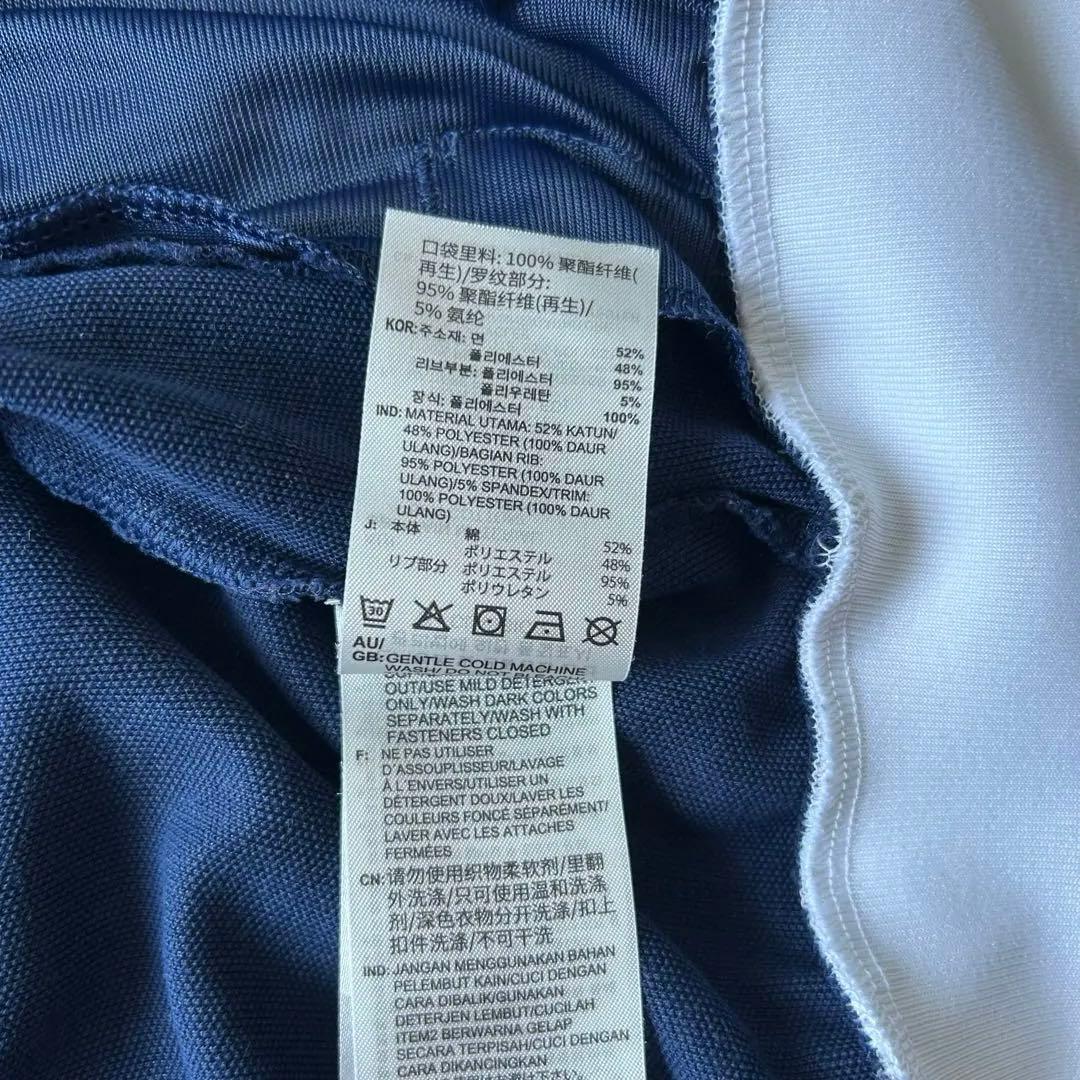 口袋里料: 100% 聚酯纤维(
再生)/罗纹部分:
95% 聚酯纤维(再生)/
5% 氨纶
KOR: 주소재: 면 52%
폴리에스터 48%
리브부분: 폴리에스터 95%
폴리우레탄 5%
장식: 폴리에스터 100%
IND: MATERIAL UTAMA: 52% KATUN/
48% POLYESTER (100% DAUR
ULANG)/BAGIAN RIB:
95% POLYESTER (100% DAUR
ULANG)/5% SPANDEX/TRIM:
100% POLYESTER (100% DAUR
ULANG)
J: 本体 綿 52%
ポリエステル 48%
リブ部分 ポリエステル 95%
ポリウレタン 5%
30
AU/
GB: GENTLE COLD MACHINE
WASH/ DO NOT
OUT/USE MILD DETERGENT
ONLY/WASH DARK COLORS
SEPARATELY/WASH WITH
FASTENERS CLOSED
F: NE PAS UTILISER
D'ASSOUPLISSEUR/LAVAGE
À L'ENVERS/UTILISER UN
DÉTERGENT DOUX/LAVER LES
COULEURS FONCÉ SÉPARÉMENT/
LAVER AVEC LES ATTACHES
FERMÉES
CN: 请勿使用织物柔软剂/里翻
外洗涤/只可使用温和洗涤
剂/深色衣物分开洗涤/扣上
扣件洗涤/不可干洗
IND: JANGAN MENGGUNAKAN BAHAN
PELEMBUT KAIN/CUCI DENGAN
CARA DIBALIK/GUNAKAN
DETERJEN LEMBUT/CUCILAH
ITEM2 BERWARNA GELAP
SECARA TERPISAH/CUCI DENGAN
CARA DIKANCINGKAN